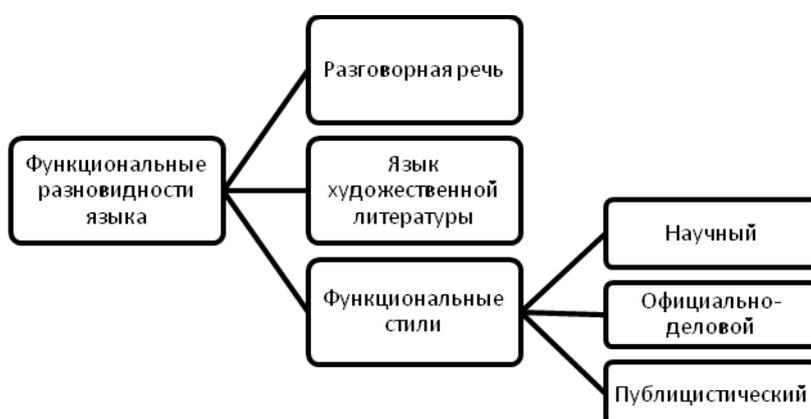 Функциональные
разновидности
языка
Разговорная речь
Язык
художественной
литературы
Функциональные
стили
Научный
Официально-
деловой
Публицистический